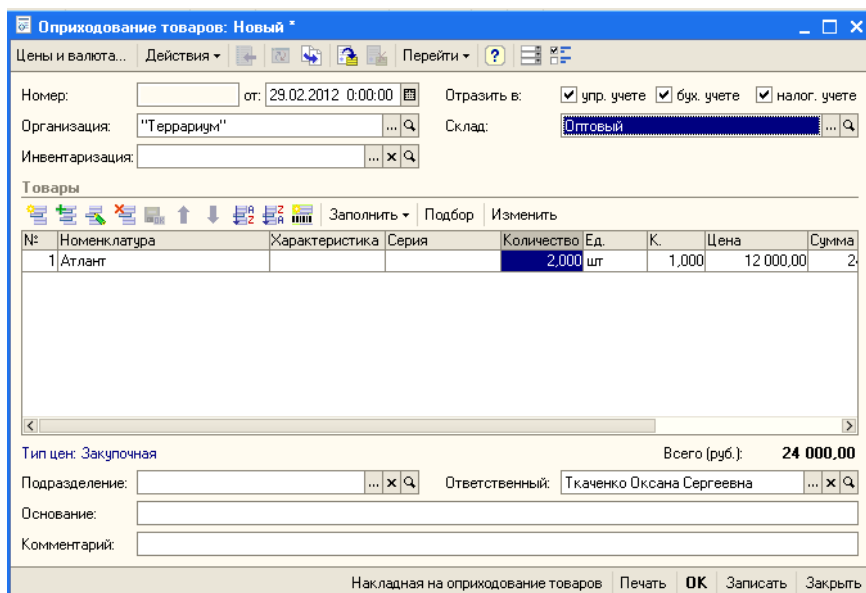 Оприходование товаров: Новый *
Цены и валюта... Действия Перейти
Номер: от: 29.02.2012 0:00:00 Отразить в: упр. учете бух. учете налог. учете
Организация: "Террариум" ... Склад: Оптовый ...
Инвентаризация: ...
Товары
Заполнить Подбор Изменить
№ Номенклатура Характеристика Серия Количество Ед. К. Цена Сумма
1 Атлант 2,000 шт 1,000 12 000,00 2
Тип цен: Закупочная Всего (руб.): 24 000,00
Подразделение: ... Ответственный: Ткаченко Оксана Сергеевна ...
Основание:
Комментарий:
Накладная на оприходование товаров Печать OK Записать Закрыть